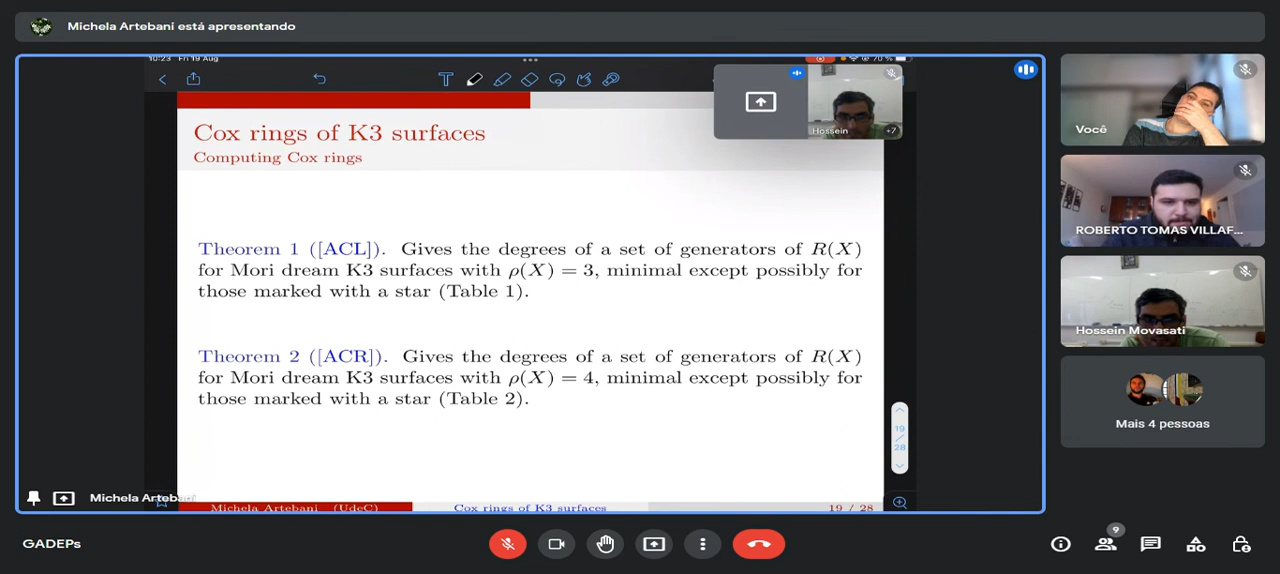 Michela Artebani está apresentando
10:23 Fri 19 Aug
70 %
Cox rings of K3 surfaces
Computing Cox rings
Hossein
+7
Theorem 1 ([ACL]). Gives the degrees of a set of generators of R(X)
for Mori dream K3 surfaces with ρ(X) = 3, minimal except possibly for
those marked with a star (Table 1).
Theorem 2 ([ACR]). Gives the degrees of a set of generators of R(X)
for Mori dream K3 surfaces with ρ(X) = 4, minimal except possibly for
those marked with a star (Table 2).
19
/
28
Michela Artebani
Michela Artebani (UdeC)
Cox rings of K3 surfaces
19 / 28
Você
ROBERTO TOMAS VILLAF...
Hossein Movasati
Mais 4 pessoas
GADEPs
9